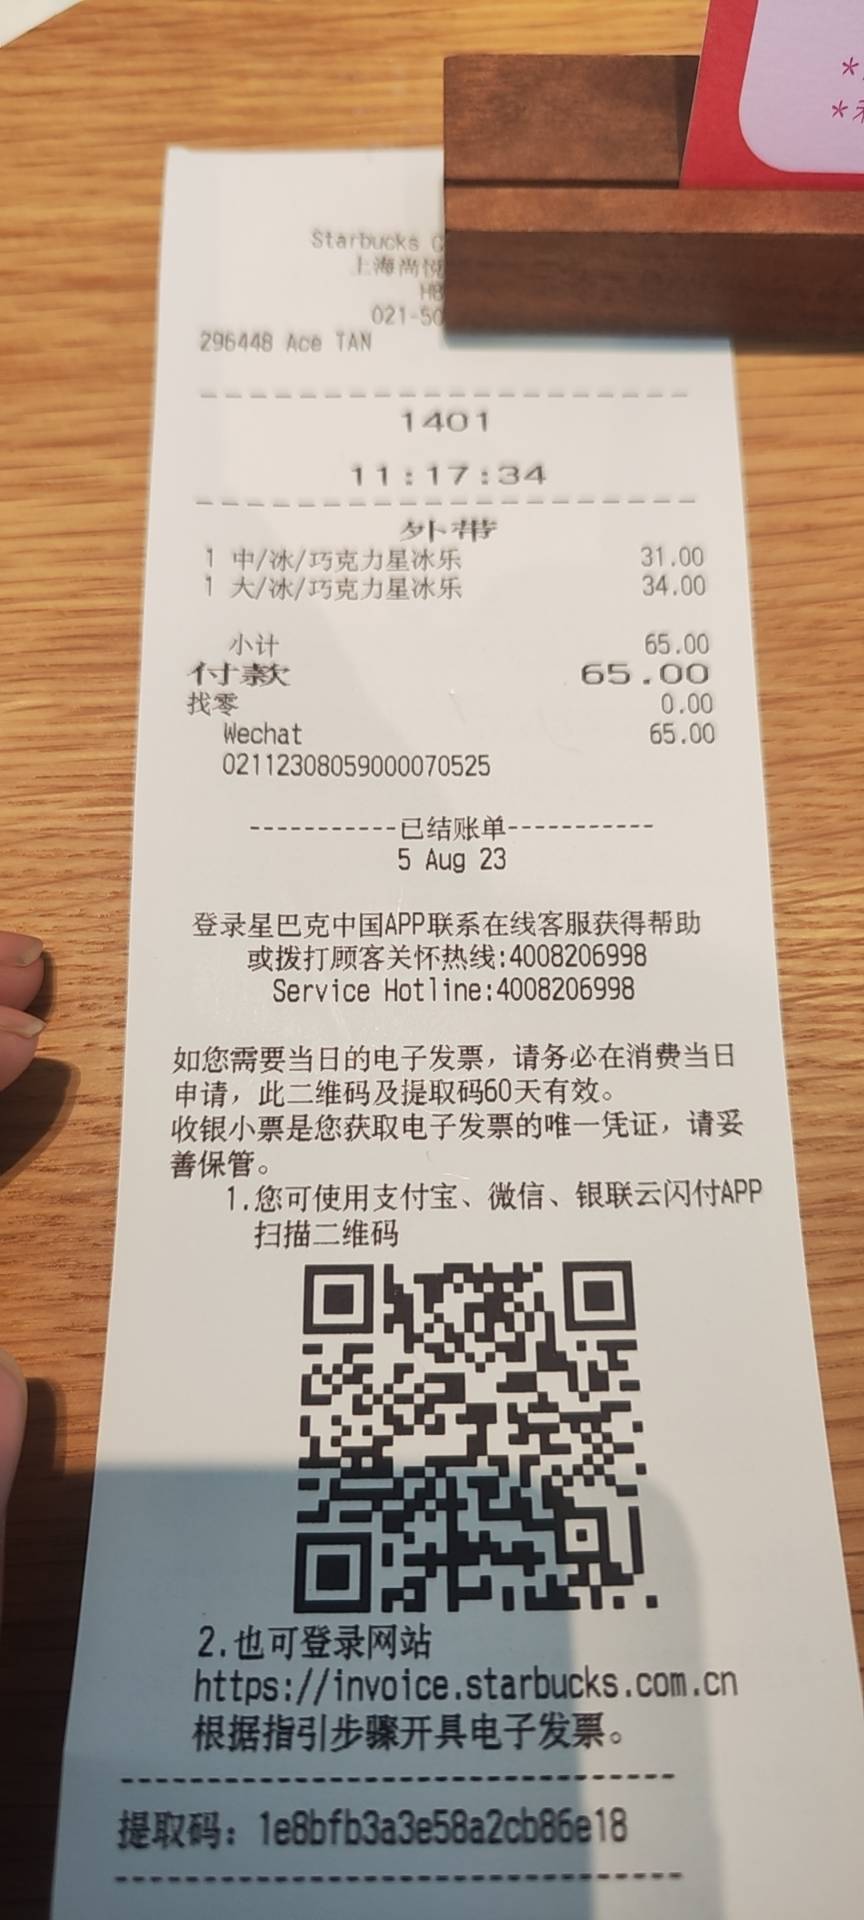 Starbucks C
上海尚悦
021-50
296448 Ace TAN
1401
11:17:34
外带
1 中/冰/巧克力星冰乐 31.00
1 大/冰/巧克力星冰乐 34.00
小计 65.00
付款 65.00
找零 0.00
Wechat 65.00
02112308059000070525
-----------已结账单-----------
5 Aug 23
登录星巴克中国APP联系在线客服获得帮助
或拨打顾客关怀热线:4008206998
Service Hotline:4008206998
如您需要当日的电子发票，请务必在消费当日
申请，此二维码及提取码60天有效。
收银小票是您获取电子发票的唯一凭证，请妥
善保管。
1.您可使用支付宝、微信、银联云闪付APP
扫描二维码
2.也可登录网站
https://invoice.starbucks.com.cn
根据指引步骤开具电子发票。
提取码：1e8bfb3a3e58a2cb86e18